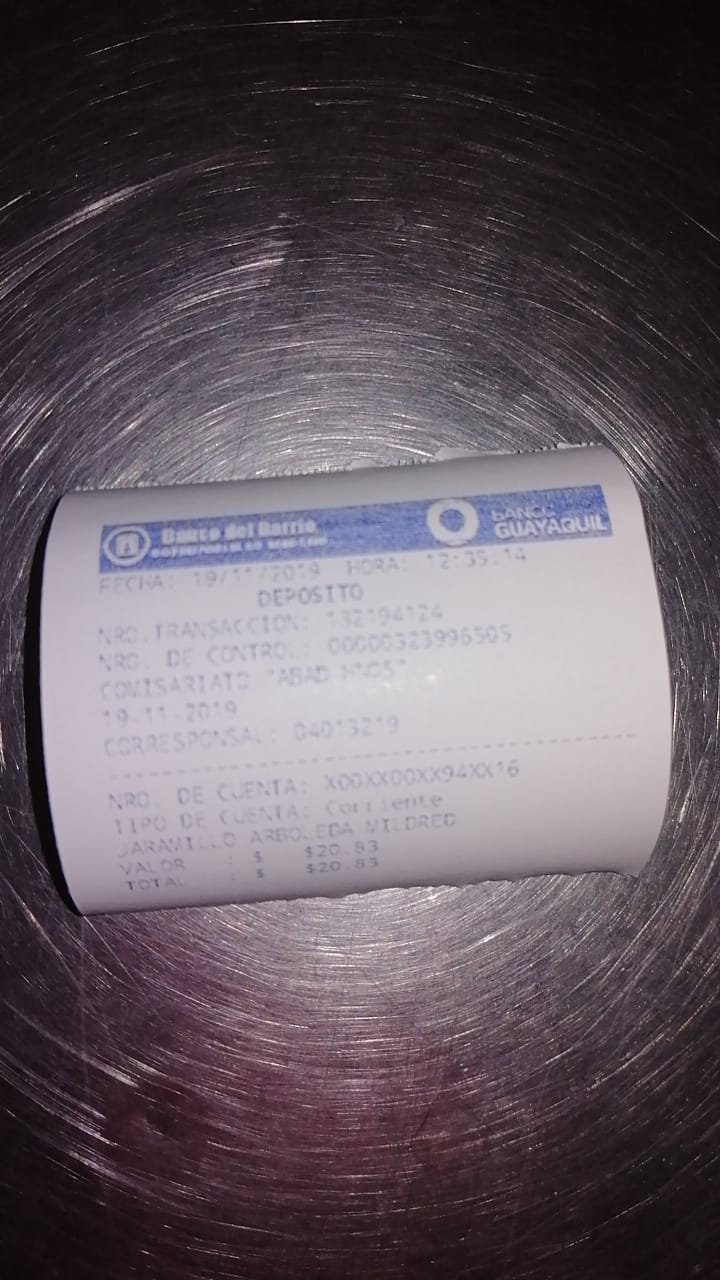 Banco del Barrio
BANCO
GUAYAQUIL
FECHA: 19/11/2019 HORA: 12:35:14
DEPOSITO
NRO.TRANSACCION: 132194124
NRO. DE CONTROL: 0000032399650S
COMISARIATO "ABAD HNOS"
19-11-2019
CORRESPONSAL: 04013219
NRO. DE CUENTA: X00XX00XX94XX16
TIPO DE CUENTA: Corriente
JARAMILLO ARBOLEDA MILDRED
VALOR : $ $20.83
TOTAL : $ $20.83